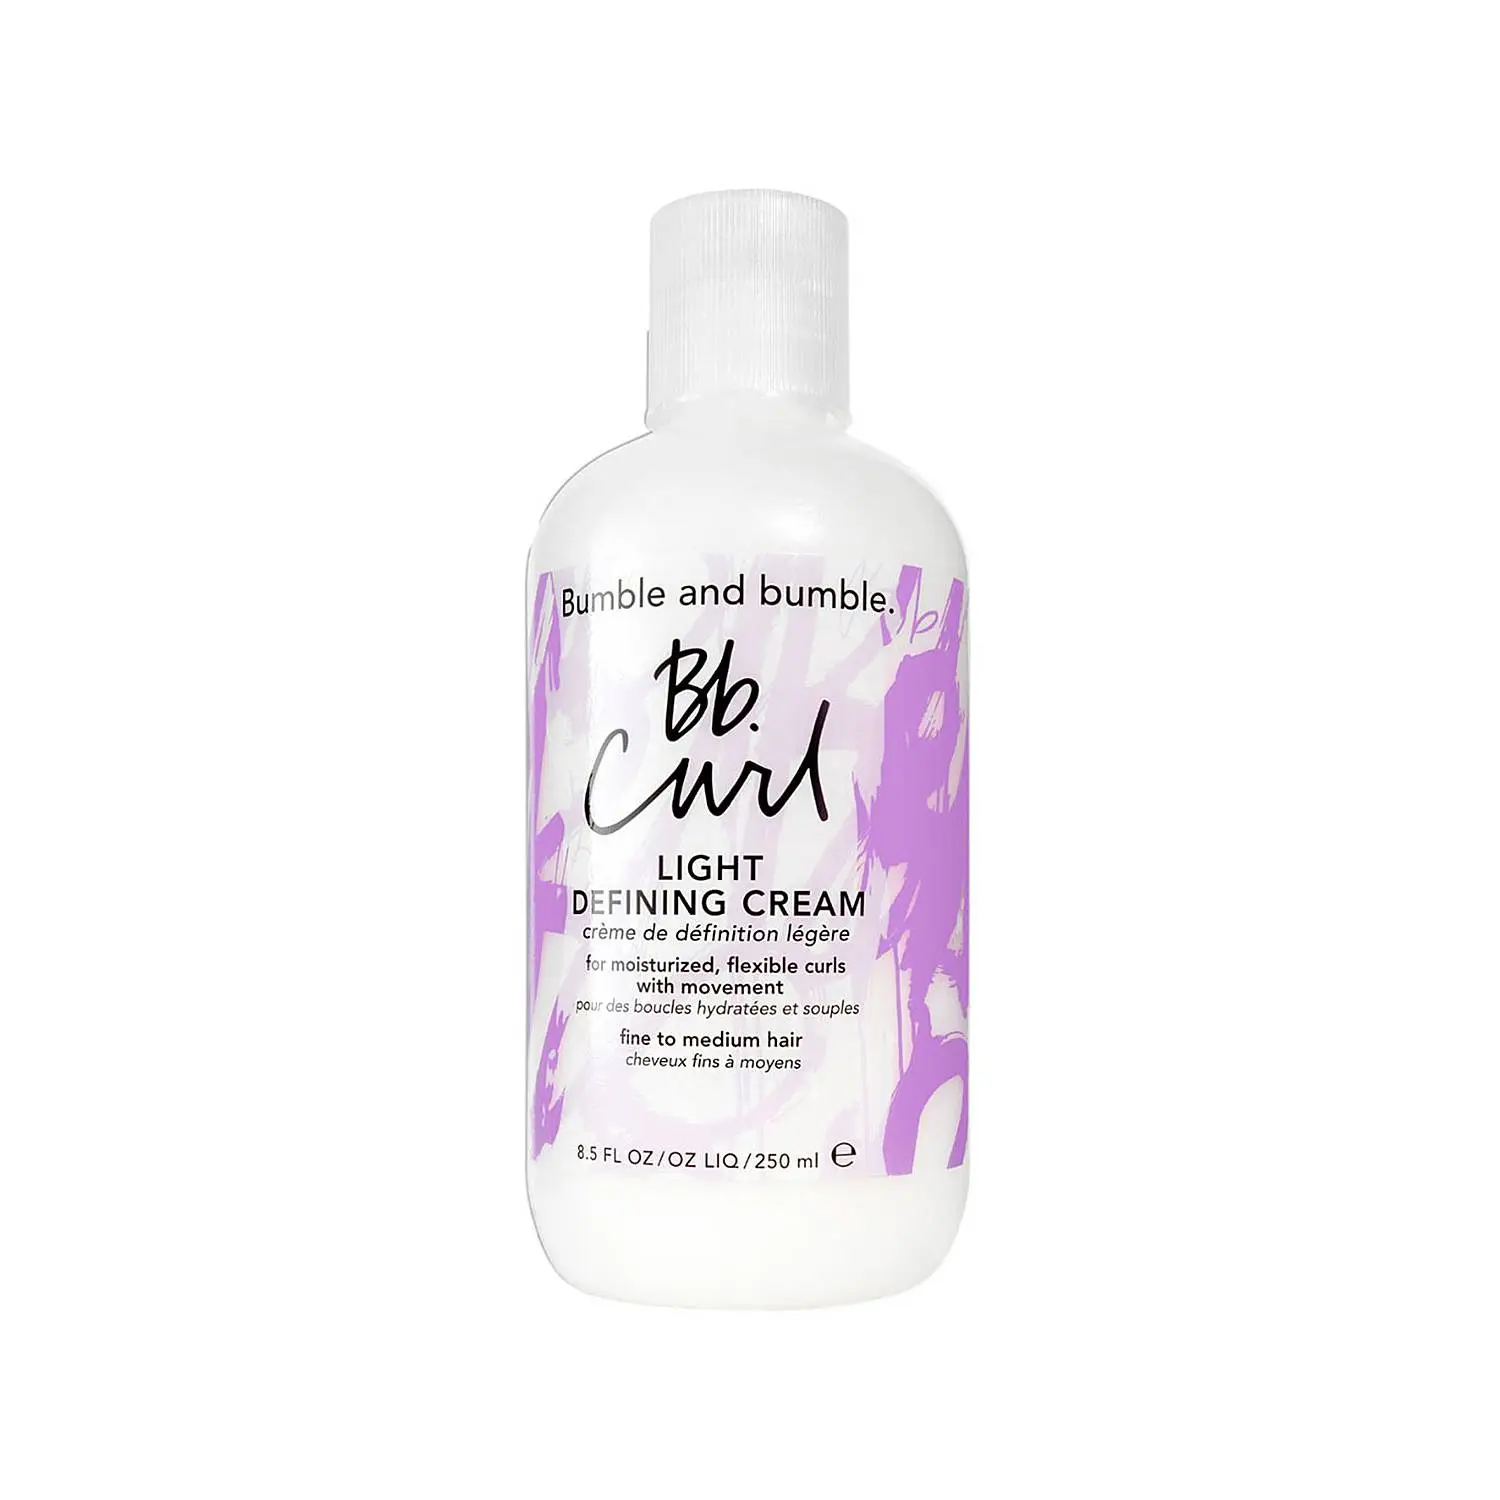 Bumble and bumble.
Bb.
Curl
LIGHT
DEFINING CREAM
crème de définition légère
for moisturized, flexible curls
with movement
pour des boucles hydratées et souples
fine to medium hair
cheveux fins à moyens
8.5 FL OZ/OZ LIQ/250 ml ℮